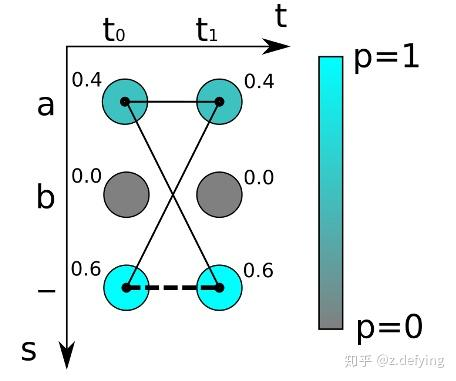 t
t₀ t₁
p=1
0.4 0.4
a
0.0 0.0
b
0.6 0.6
–
p=0
s
知乎 @z.defying